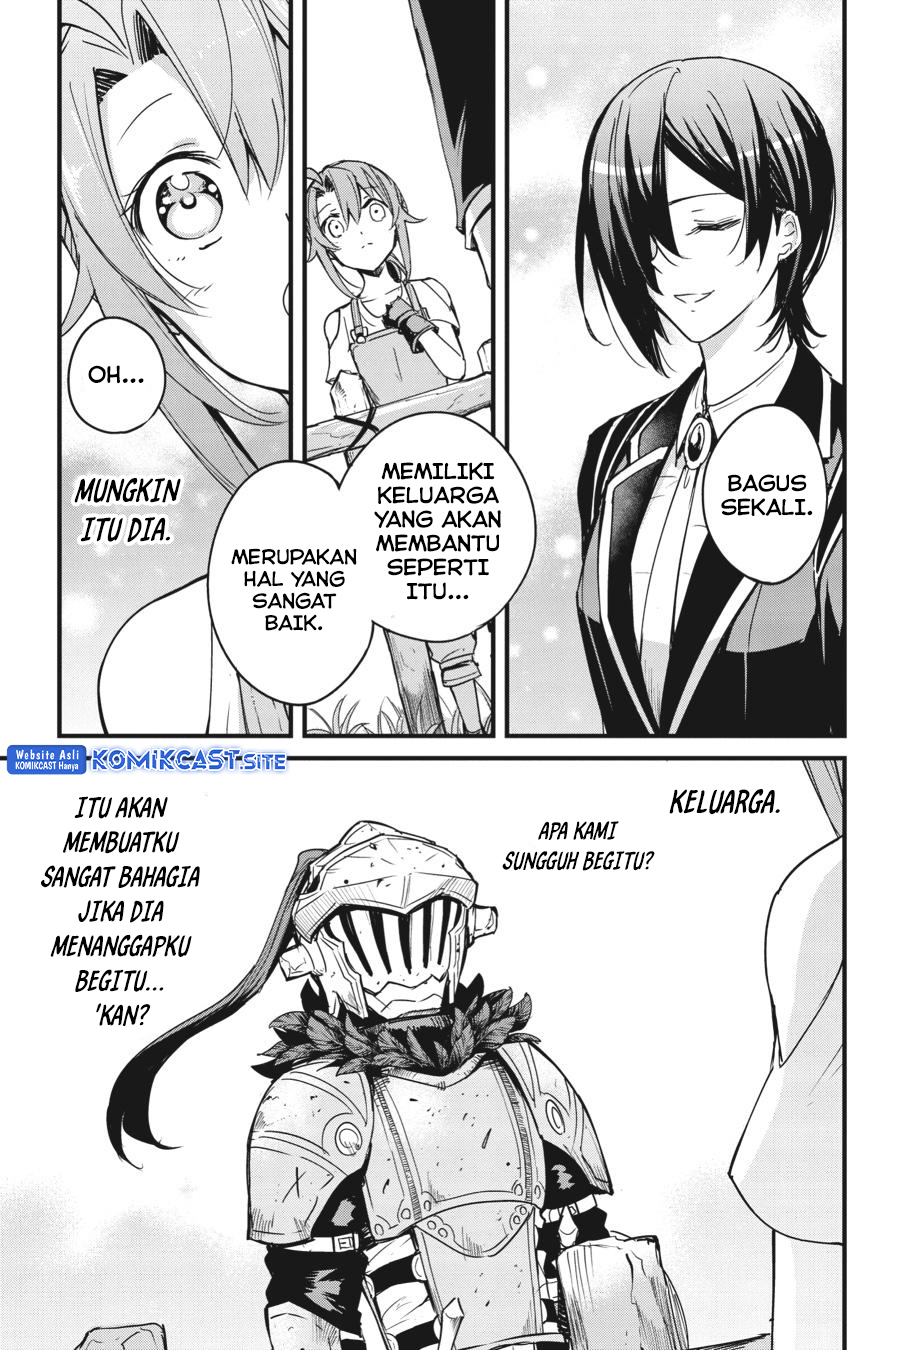 BAGUS
SEKALI.
MEMILIKI
KELUARGA
YANG AKAN
MEMBANTU
SEPERTI
ITU...
MERUPAKAN
HAL YANG
SANGAT
BAIK.
OH...
MUNGKIN
ITU DIA.
Website Asli
KOMIKCAST Hanya
KOMIKCAST.SITE
KELUARGA.
APA KAMI
SUNGGUH BEGITU?
ITU AKAN
MEMBUATKU
SANGAT BAHAGIA
JIKA DIA
MENANGGAPKU
BEGITU...
'KAN?